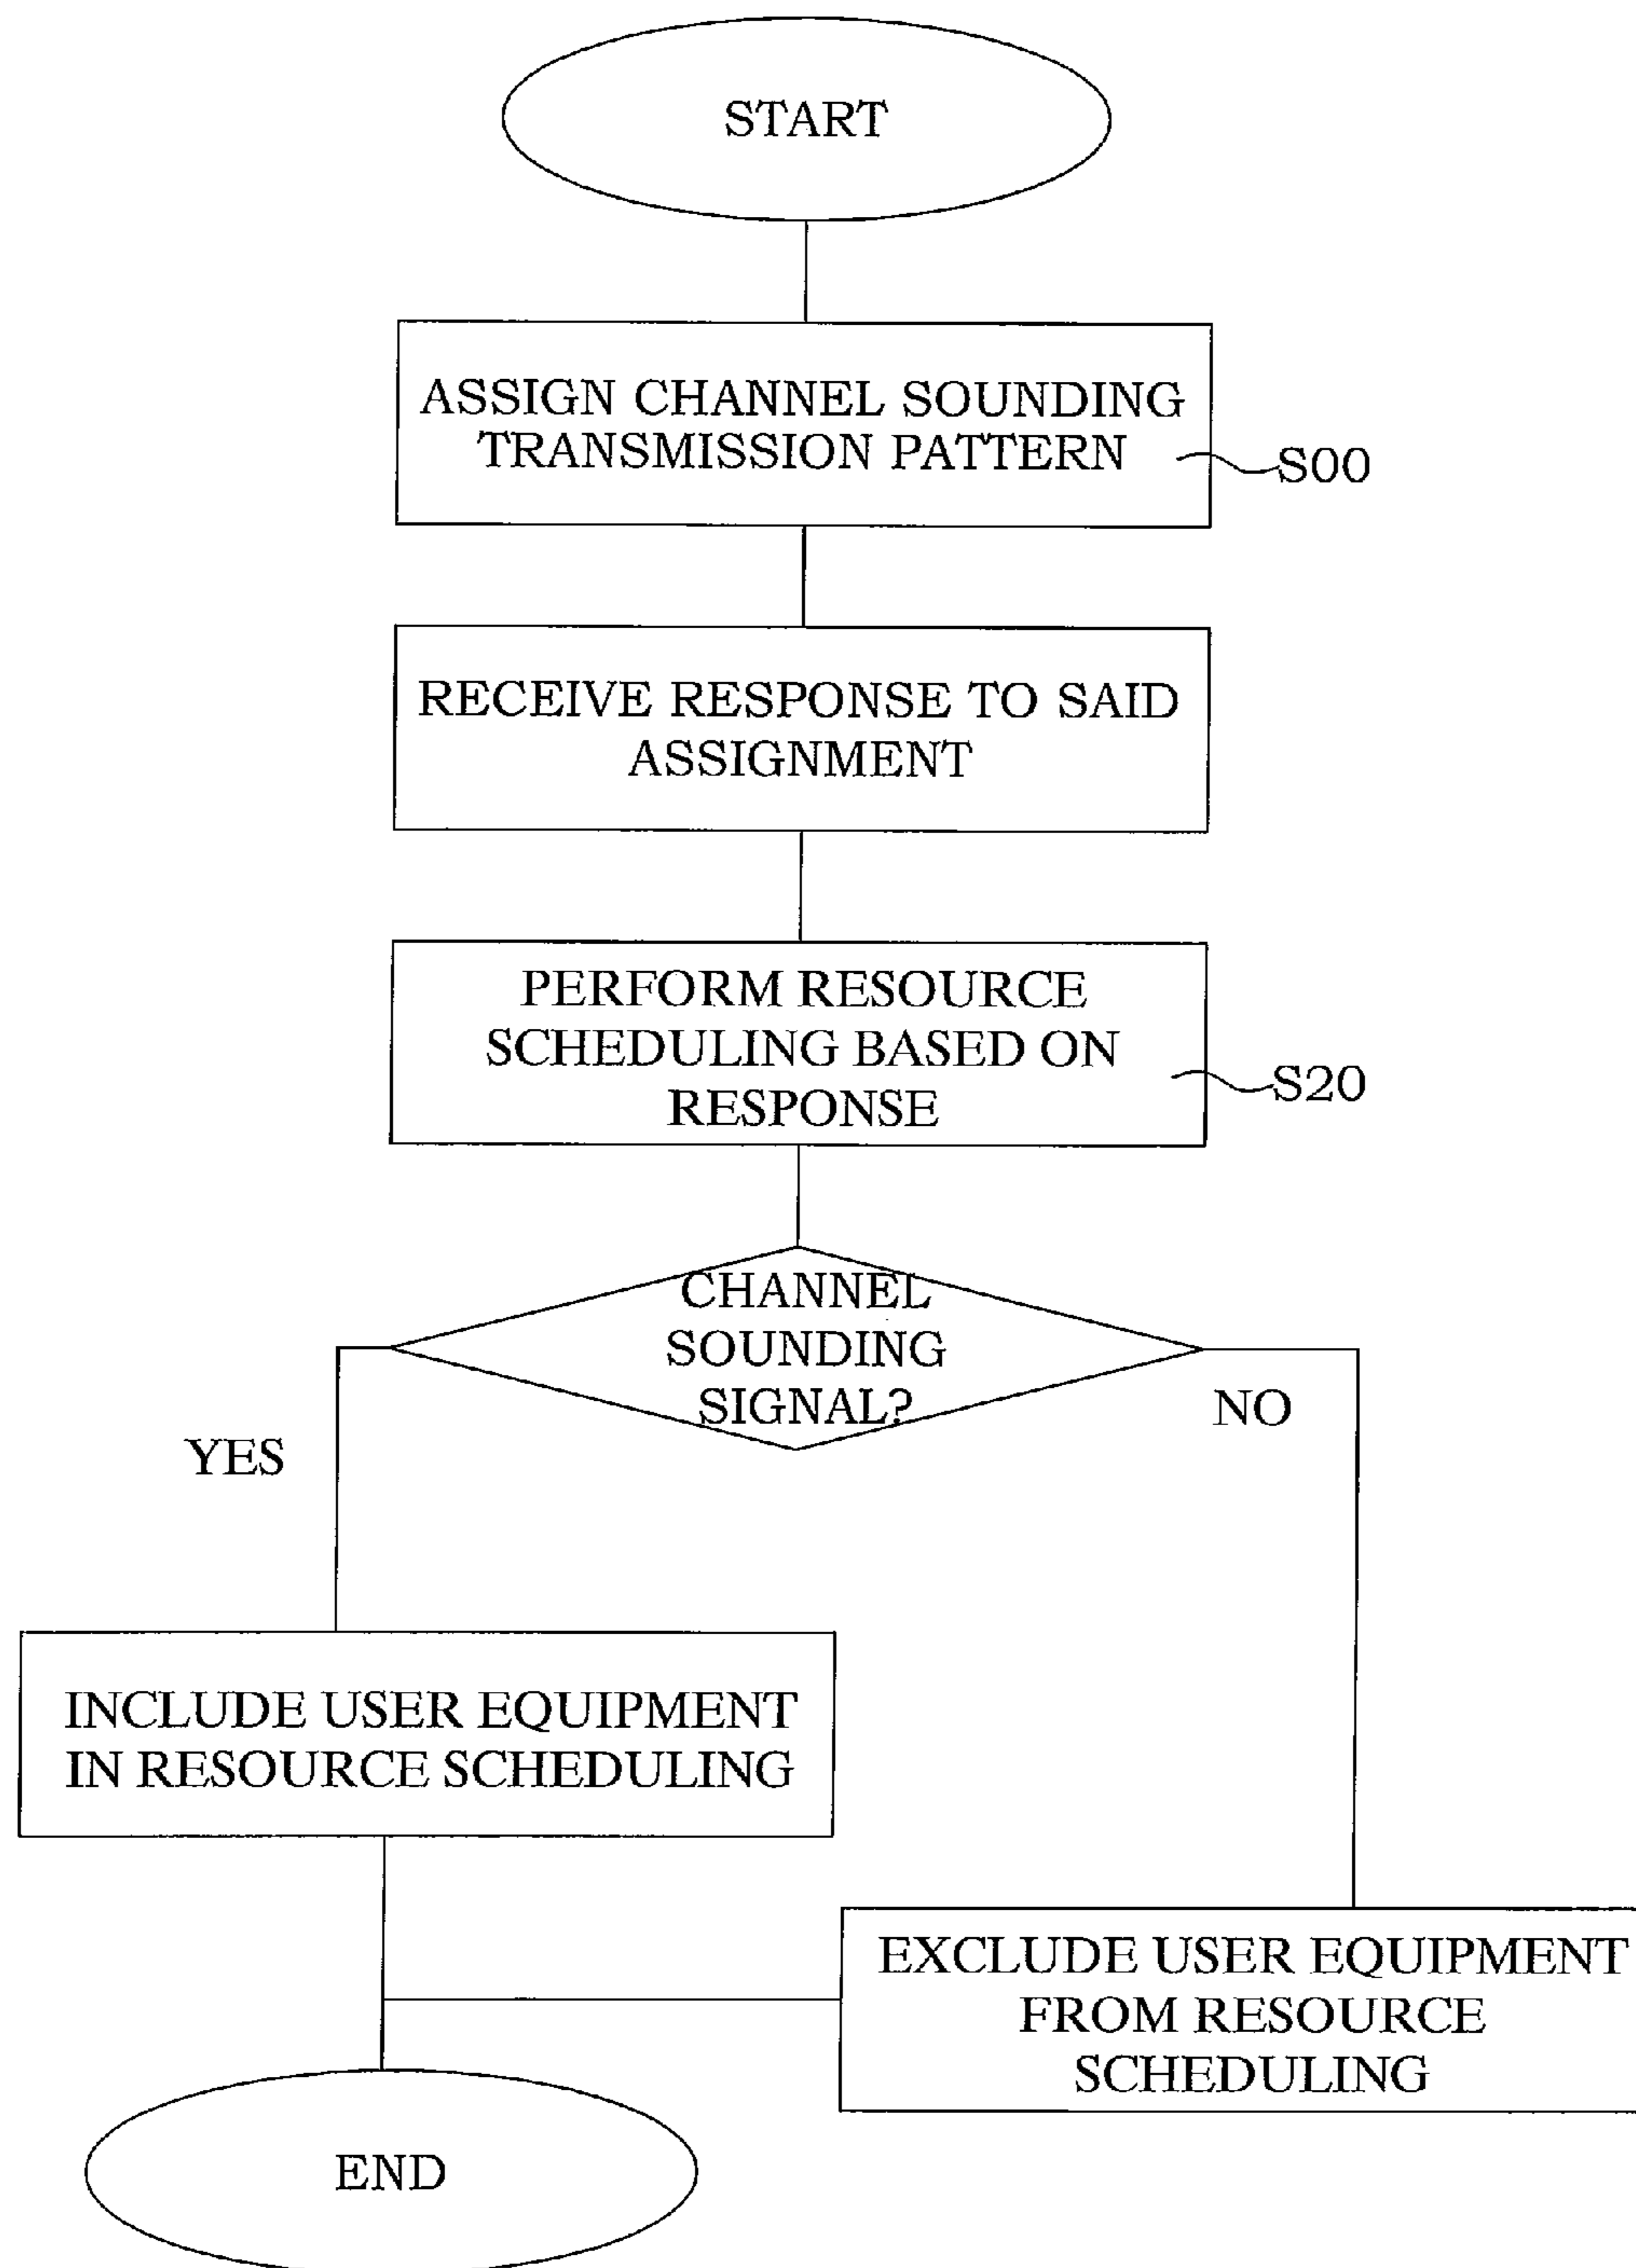 START
ASSIGN CHANNEL SOUNDING
TRANSMISSION PATTERN
S00
RECEIVE RESPONSE TO SAID
ASSIGNMENT
PERFORM RESOURCE
SCHEDULING BASED ON
RESPONSE
S20
CHANNEL
SOUNDING
SIGNAL?
YES
NO
INCLUDE USER EQUIPMENT
IN RESOURCE SCHEDULING
EXCLUDE USER EQUIPMENT
FROM RESOURCE
SCHEDULING
END